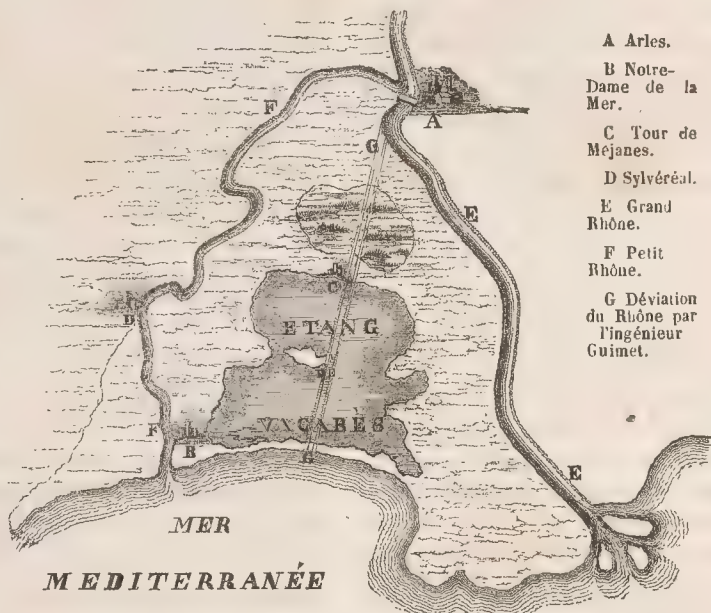 A Arles.
B Notre-
Dame de la
Mer.
C Tour de
Méjanes.
D Sylvéréal.
E Grand
Rhône.
F Petit
Rhône.
G Déviation
du Rhône par
l'ingénieur
Guimet.
F
A
G
E
C
D
ETANG
VACARÈS
F
B
G
E
MER
MEDITERRANÉE